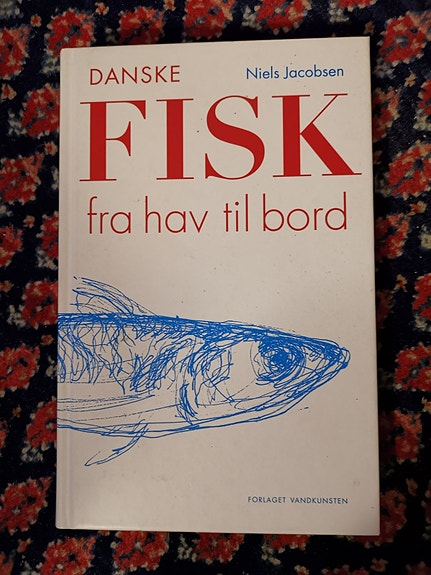 DANSKE
Niels Jacobsen
FISK
fra hav til bord
FORLAGET VANDKUNSTEN